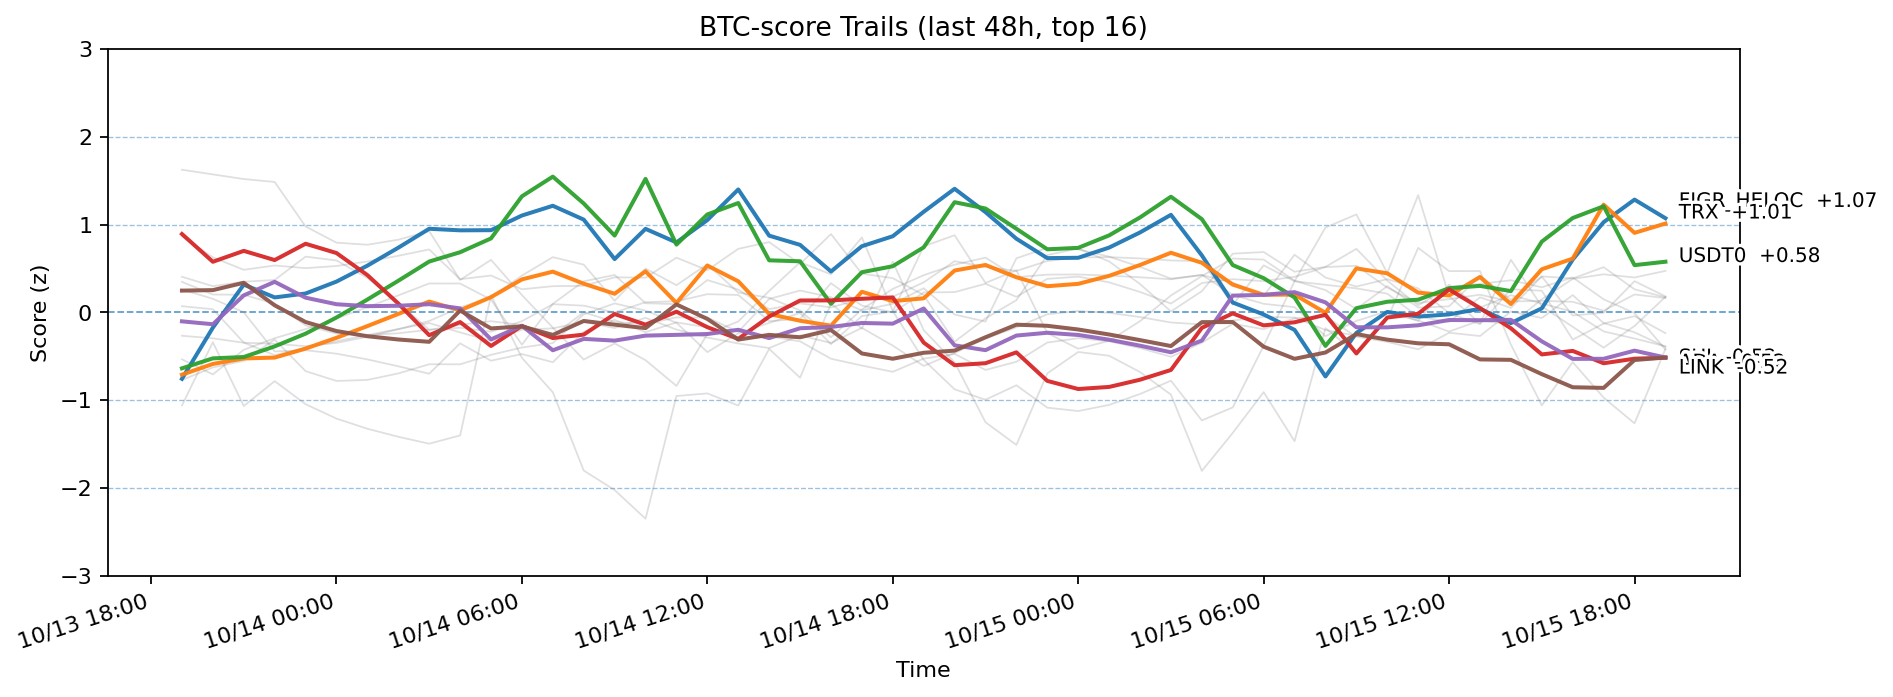 BTC-score Trails (last 48h, top 16)
3
2
1
0
−1
−2
−3
Score (z)
FIGR_HELOC +1.07
TRX +1.01
USDT0 +0.58
LINK -0.52
10/13 18:00
10/14 00:00
10/14 06:00
10/14 12:00
10/14 18:00
10/15 00:00
10/15 06:00
10/15 12:00
10/15 18:00
Time